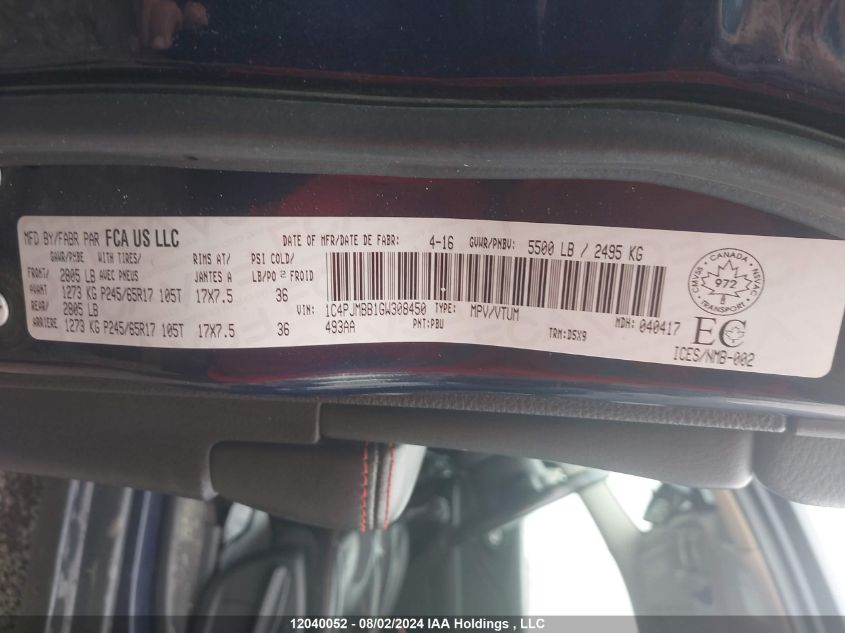 MFD BY/FABR PAR FCA US LLC
DATE OF MFR/DATE DE FABR: 4-16 GVWR/PNBV: 5500 LB / 2495 KG
GAWR/PNBE WITH TIRES/ RIMS AT/ PSI COLD/
AVEC PNEUS JANTES A LB/PO² FROID
FRONT/ 2805 LB
AVANT 1273 KG P245/65R17 105T 17X7.5 36
REAR/ 2805 LB
ARRIERE 1273 KG P245/65R17 105T 17X7.5 36
VIN: 1C4PJMBB1GW308450 TYPE: MPV/VTUM
493AA PNT:PBU TRM:D5X9 MDH: 040417
CANADA
CMVSS NSVAC
972
TRANSPORT
EC
ICES/NMB-002
12040052 - 08/02/2024 IAA Holdings , LLC